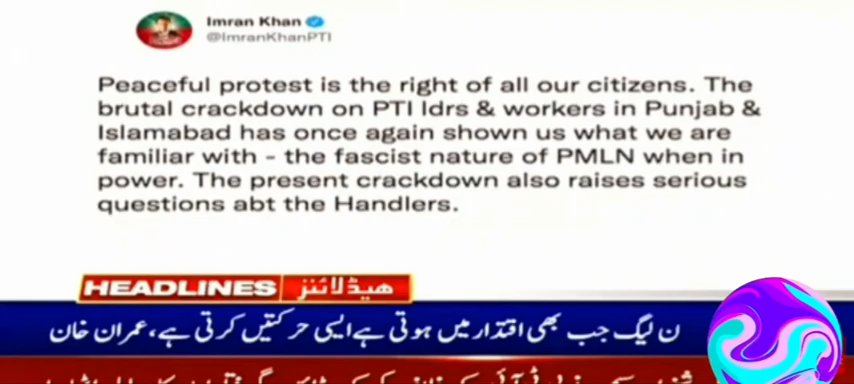 Imran Khan
@ImranKhanPTI
Peaceful protest is the right of all our citizens. The
brutal crackdown on PTI ldrs & workers in Punjab &
Islamabad has once again shown us what we are
familiar with - the fascist nature of PMLN when in
power. The present crackdown also raises serious
questions abt the Handlers.
HEADLINES ھیڈلائنز
ن لیگ جب بھی اقتدار میں ہوتی ہے ایسی حرکتیں کرتی ہے، عمران خان